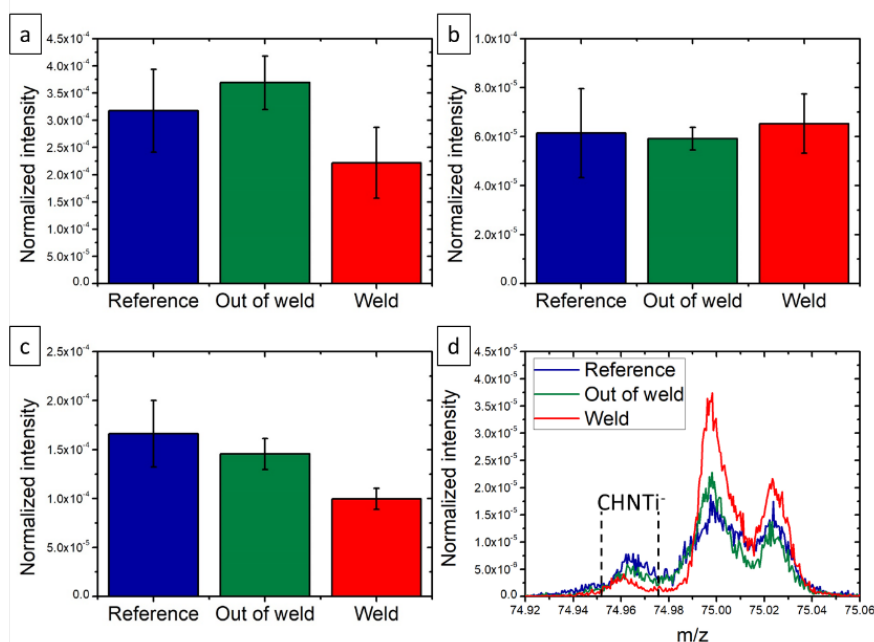 a
4.5x10⁻⁴
4.0x10⁻⁴
3.5x10⁻⁴
3.0x10⁻⁴
2.5x10⁻⁴
2.0x10⁻⁴
1.5x10⁻⁴
1.0x10⁻⁴
5.0x10⁻⁵
0.0
Normalized intensity
Reference Out of weld Weld
b
1.0x10⁻⁴
8.0x10⁻⁵
6.0x10⁻⁵
4.0x10⁻⁵
2.0x10⁻⁵
0.0
Normalized intensity
Reference Out of weld Weld
c
2.5x10⁻⁴
2.0x10⁻⁴
1.5x10⁻⁴
1.0x10⁻⁴
5.0x10⁻⁵
0.0
Normalized intensity
Reference Out of weld Weld
d
4.5x10⁻⁵
4.0x10⁻⁵
3.5x10⁻⁵
3.0x10⁻⁵
2.5x10⁻⁵
2.0x10⁻⁵
1.5x10⁻⁵
1.0x10⁻⁵
5.0x10⁻⁶
0.0
Normalized intensity
Reference
Out of weld
Weld
CHNTi⁻
74.92 74.94 74.96 74.98 75.00 75.02 75.04 75.06
m/z